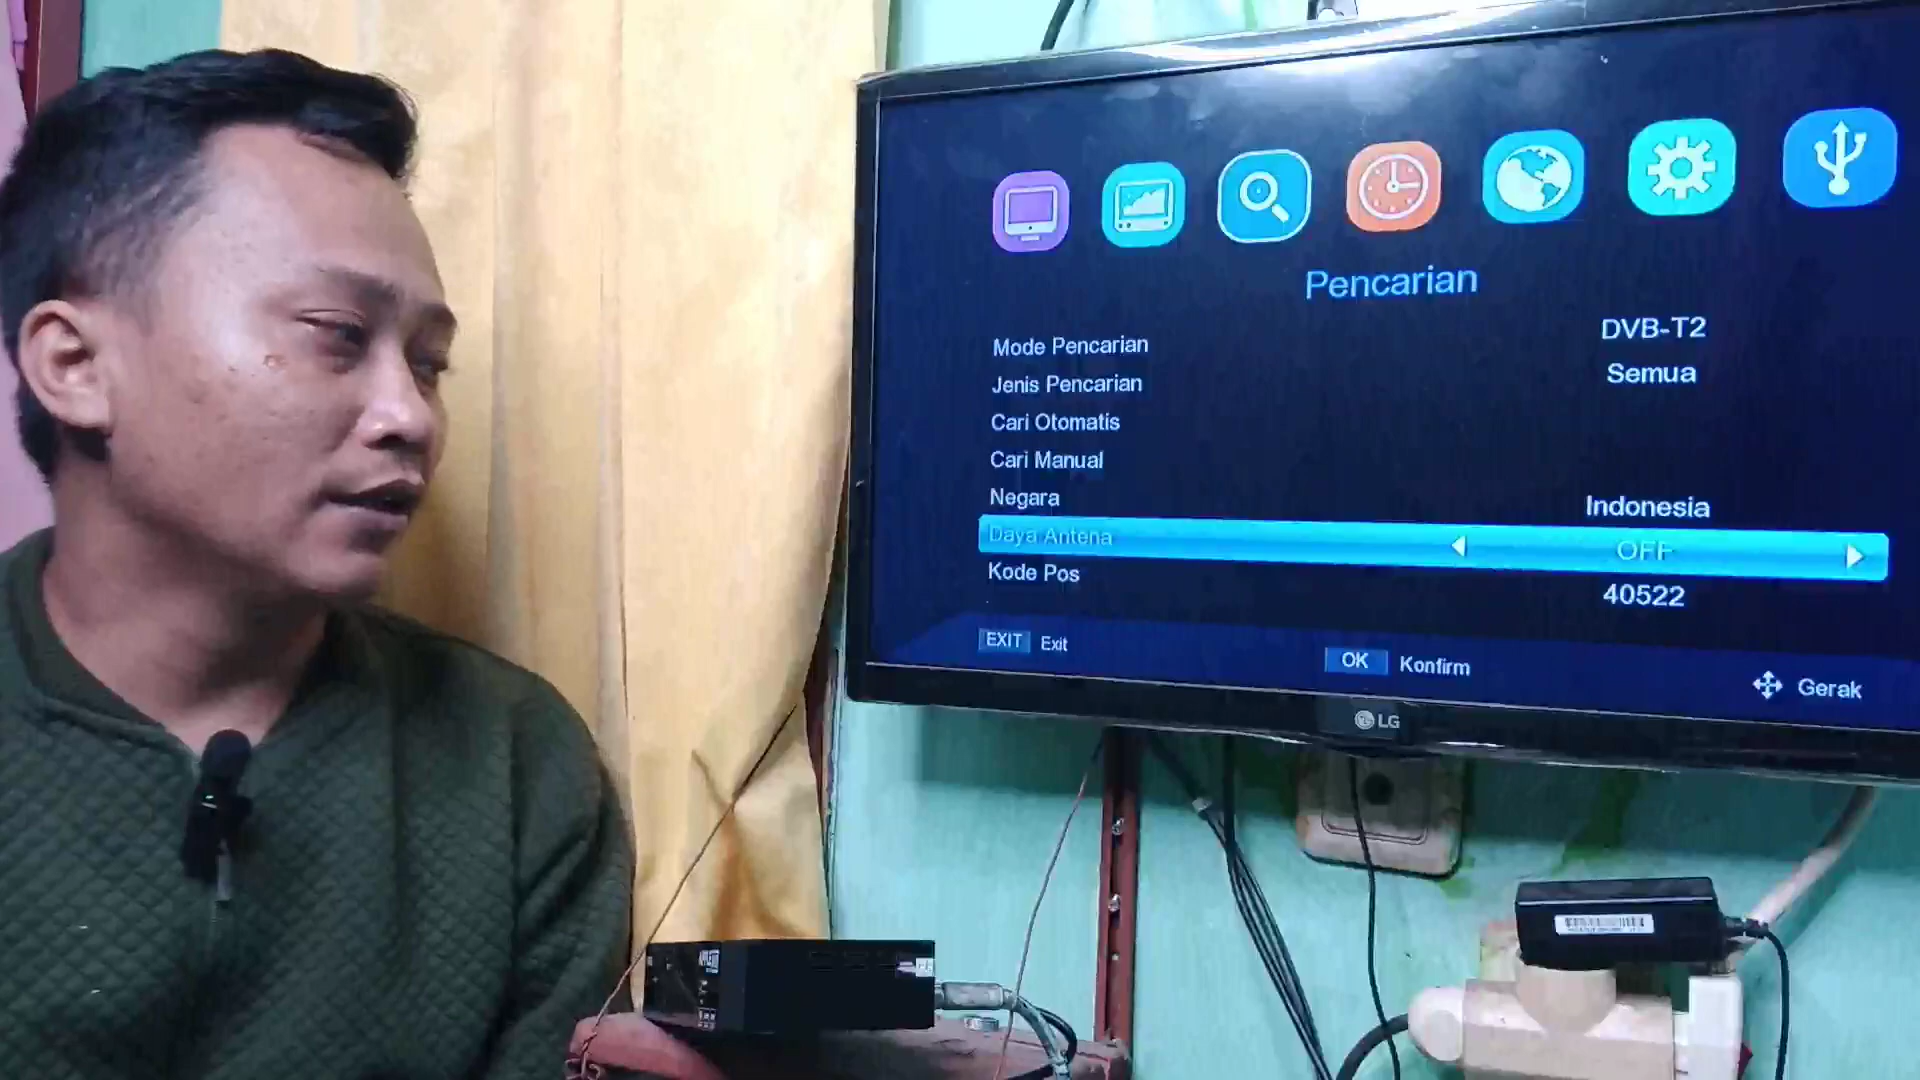 Pencarian
Mode Pencarian DVB-T2
Jenis Pencarian Semua
Cari Otomatis
Cari Manual
Negara Indonesia
Daya Antena OFF
Kode Pos 40522
EXIT Exit
OK Konfirm
Gerak
LG